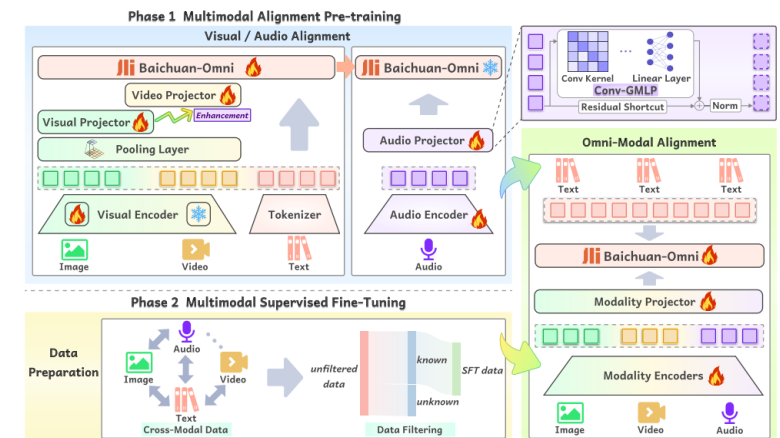 Phase 1 Multimodal Alignment Pre-training
Visual / Audio Alignment
Baichuan-Omni
Video Projector
Visual Projector
Enhancement
Pooling Layer
Visual Encoder
Tokenizer
Image
Video
Text
Baichuan-Omni
Audio Projector
Audio Encoder
Audio
Conv Kernel
...
Linear Layer
Conv-GMLP
Residual Shortcut
Norm
Omni-Modal Alignment
Text
Text
Text
Baichuan-Omni
Modality Projector
Modality Encoders
Image
Video
Audio
Phase 2 Multimodal Supervised Fine-Tuning
Data
Preparation
Audio
Image
Video
Text
Cross-Modal Data
unfiltered
data
known
unknown
SFT data
Data Filtering